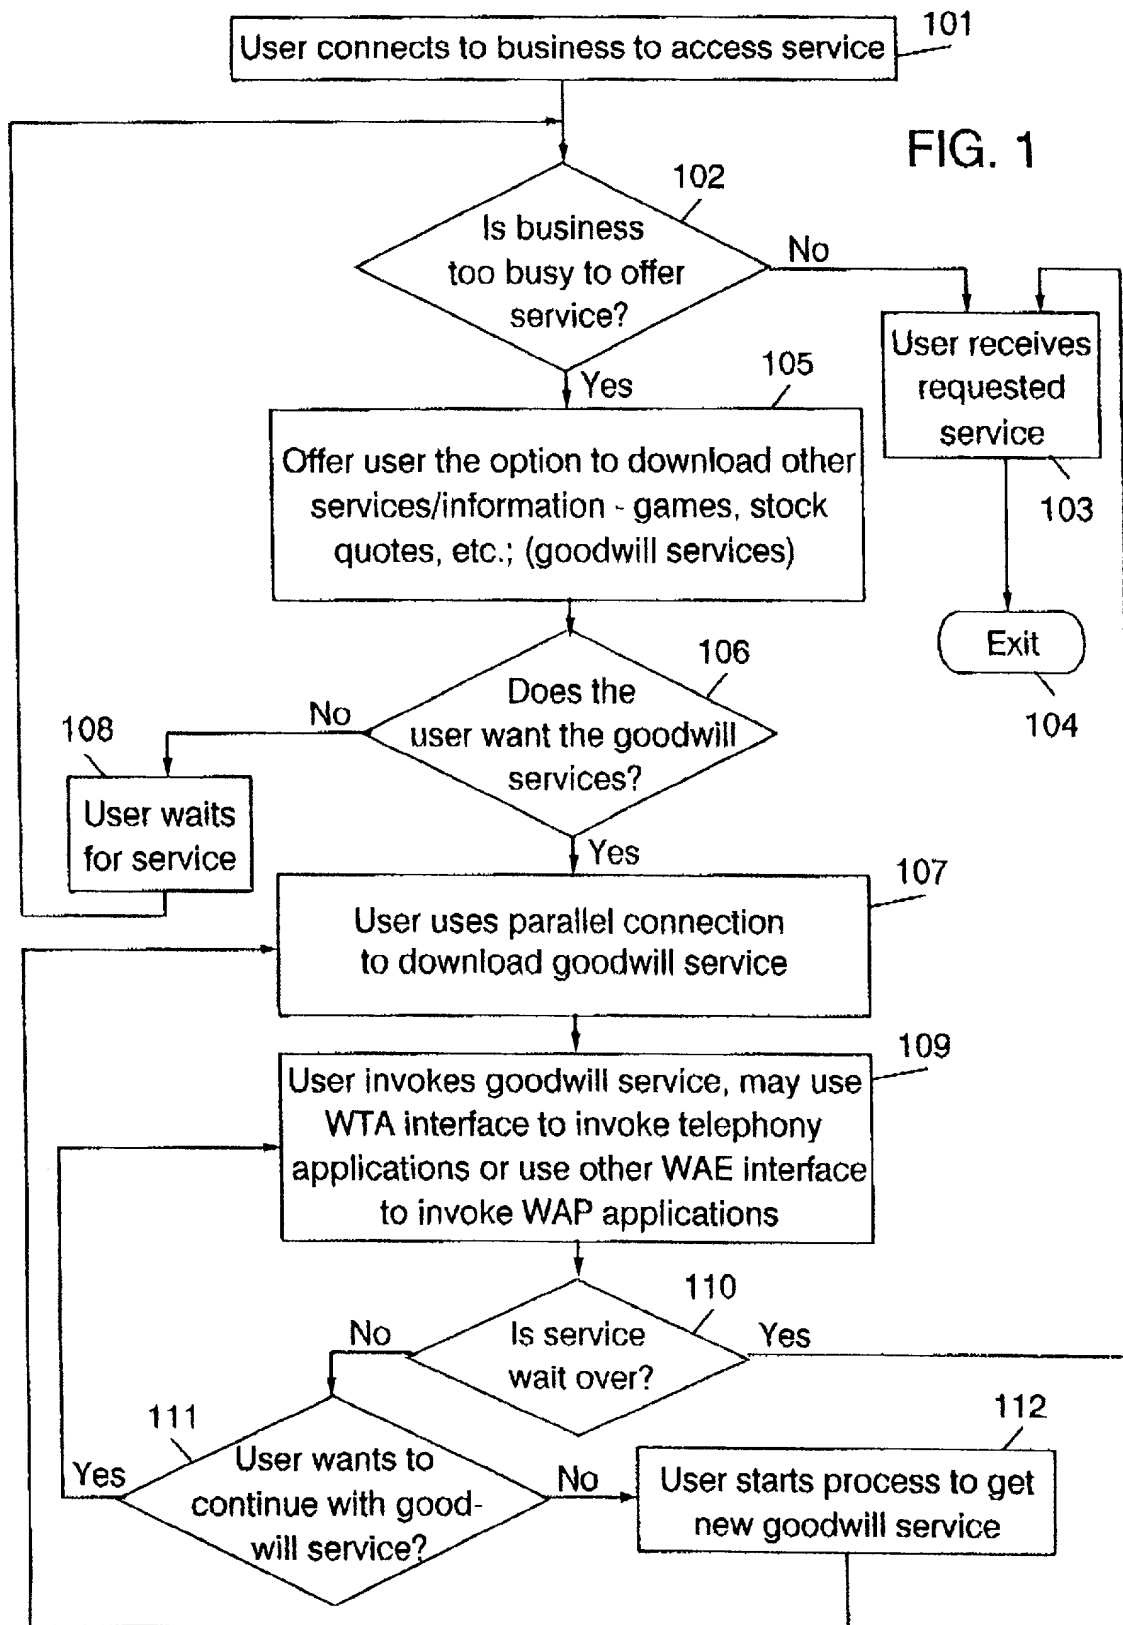 101
User connects to business to access service
FIG. 1
102
Is business
too busy to offer
service?
No
Yes
User receives
requested
service
103
Exit
104
105
Offer user the option to download other
services/information - games, stock
quotes, etc.; (goodwill services)
106
Does the
user want the goodwill
services?
No
Yes
108
User waits
for service
107
User uses parallel connection
to download goodwill service
109
User invokes goodwill service, may use
WTA interface to invoke telephony
applications or use other WAE interface
to invoke WAP applications
110
Is service
wait over?
No
Yes
111
User wants to
continue with good-
will service?
Yes
No
112
User starts process to get
new goodwill service